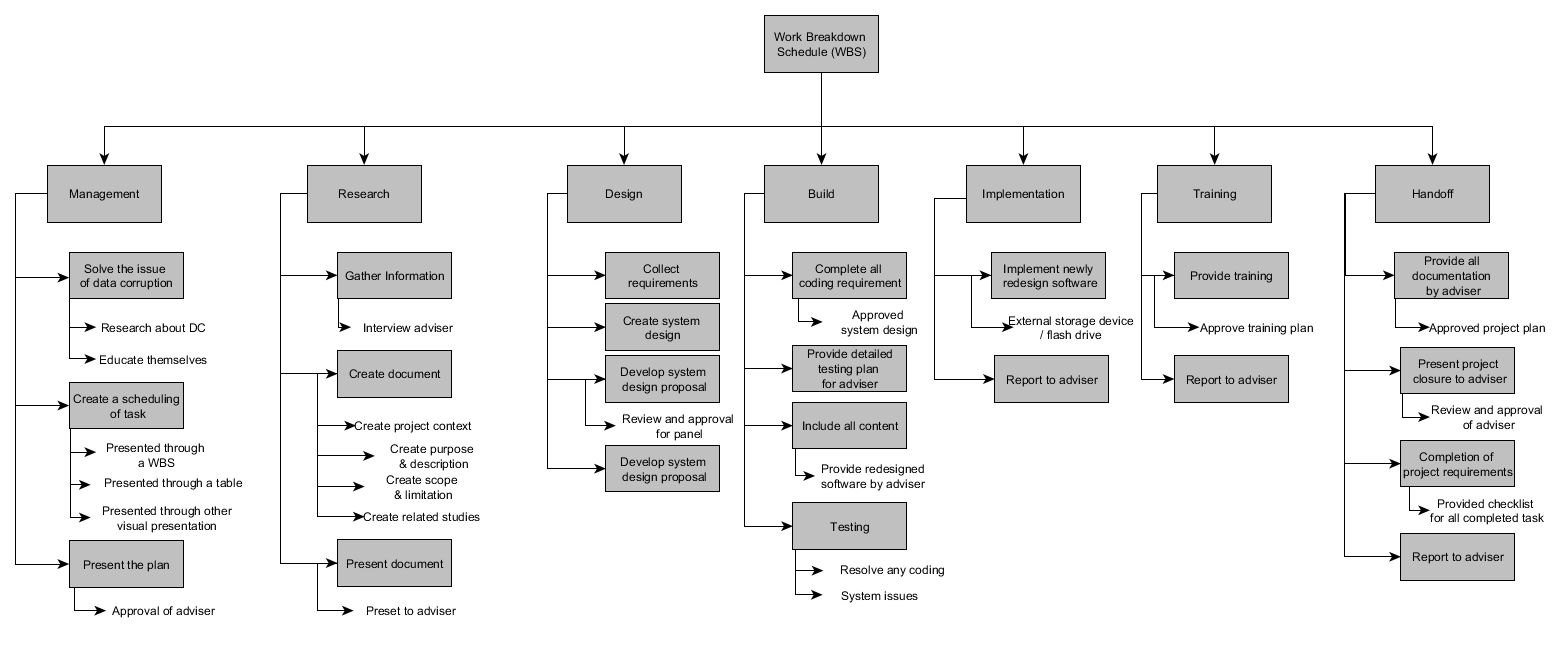 Work Breakdown
Schedule (WBS)
Management
Research
Design
Build
Implementation
Training
Handoff
Solve the issue
of data corruption
Research about DC
Educate themselves
Create a scheduling
of task
Presented through
a WBS
Presented through a table
Presented through other
visual presentation
Present the plan
Approval of adviser
Gather Information
Interview adviser
Create document
Create project context
Create purpose
& description
Create scope
& limitation
Create related studies
Present document
Preset to adviser
Collect
requirements
Create system
design
Develop system
design proposal
Review and approval
for panel
Develop system
design proposal
Complete all
coding requirement
Approved
system design
Provide detailed
testing plan
for adviser
Include all content
Provide redesigned
software by adviser
Testing
Resolve any coding
System issues
Implement newly
redesign software
External storage device
/ flash drive
Report to adviser
Provide training
Approve training plan
Report to adviser
Provide all
documentation
by adviser
Approved project plan
Present project
closure to adviser
Review and approval
of adviser
Completion of
project requirements
Provided checklist
for all completed task
Report to adviser